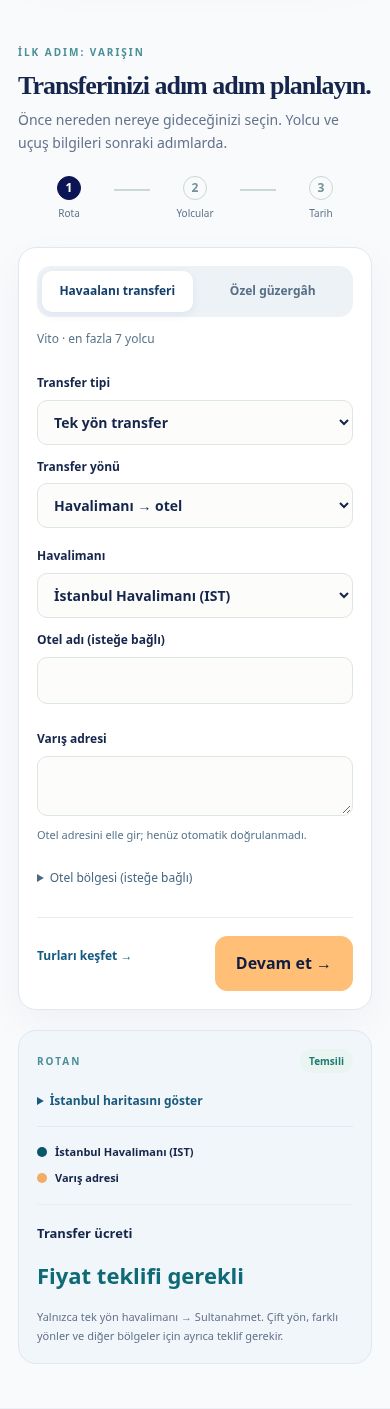 İLK ADIM: VARIŞIN
Transferinizi adım adım planlayın.
Önce nereden nereye gideceğinizi seçin. Yolcu ve
uçuş bilgileri sonraki adımlarda.
1 2 3
Rota Yolcular Tarih
Havaalanı transferi Özel güzergâh
Vito · en fazla 7 yolcu
Transfer tipi
Tek yön transfer
Transfer yönü
Havalimanı → otel
Havalimanı
İstanbul Havalimanı (IST)
Otel adı (isteğe bağlı)
Varış adresi
Otel adresini elle gir; henüz otomatik doğrulanmadı.
Otel bölgesi (isteğe bağlı)
Turları keşfet →
Devam et →
ROTAN
Temsili
İstanbul haritasını göster
İstanbul Havalimanı (IST)
Varış adresi
Transfer ücreti
Fiyat teklifi gerekli
Yalnızca tek yön havalimanı → Sultanahmet. Çift yön, farklı
yönler ve diğer bölgeler için ayrıca teklif gerekir.